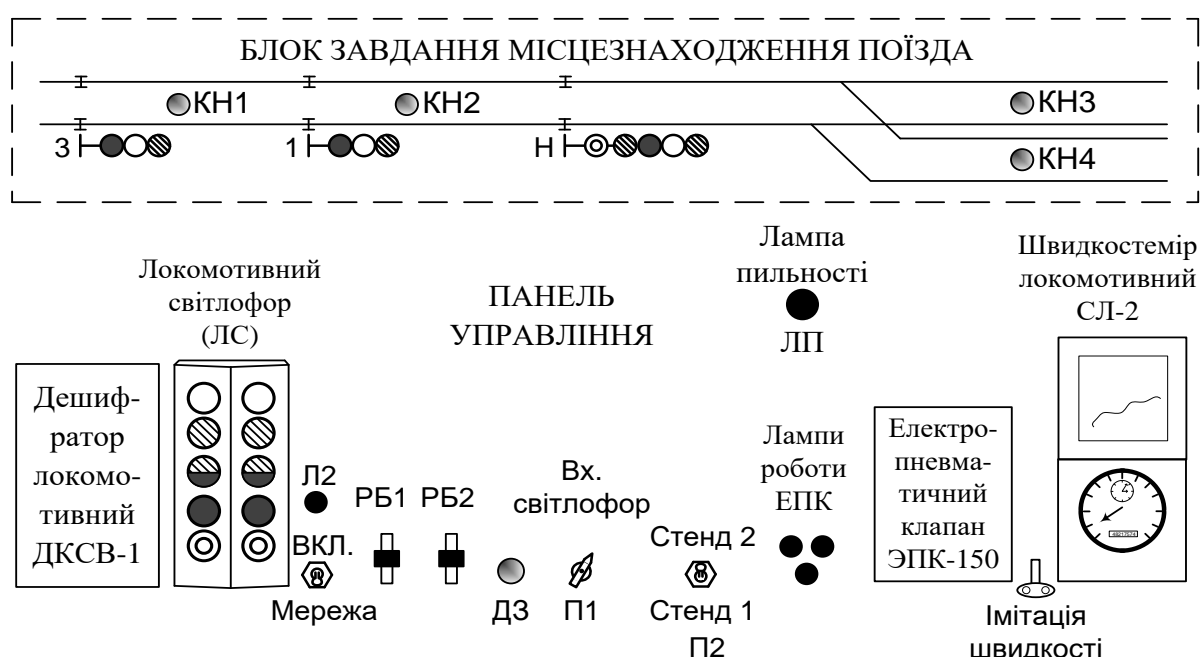 БЛОК ЗАВДАННЯ МІСЦЕЗНАХОДЖЕННЯ ПОЇЗДА
КН1
КН2
КН3
3
1
Н
КН4
Локомотивний
світлофор
(ЛС)
ПАНЕЛЬ
УПРАВЛІННЯ
Лампа
пильності
ЛП
Швидкостемір
локомотивний
СЛ-2
Дешиф-
ратор
локомо-
тивний
ДКСВ-1
Л2
ВКЛ.
Мережа
РБ1
РБ2
ДЗ
Вх.
світлофор
П1
Стенд 2
Стенд 1
П2
Лампи
роботи
ЕПК
Електро-
пневма-
тичний
клапан
ЭПК-150
4
Імітація
швидкості